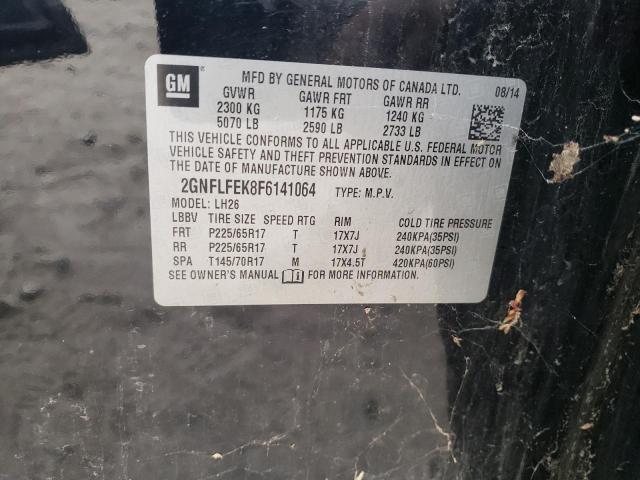 GM
MFD BY GENERAL MOTORS OF CANADA LTD. 08/14
GVWR GAWR FRT GAWR RR
2300 KG 1175 KG 1240 KG
5070 LB 2590 LB 2733 LB
THIS VEHICLE CONFORMS TO ALL APPLICABLE U.S. FEDERAL MOTOR
VEHICLE SAFETY AND THEFT PREVENTION STANDARDS IN EFFECT ON
THE DATE OF MANUFACTURE SHOWN ABOVE.
2GNFLFEK8F6141064 TYPE: M.P.V.
MODEL: LH26
LBBV TIRE SIZE SPEED RTG RIM COLD TIRE PRESSURE
FRT P225/65R17 T 17X7J 240KPA(35PSI)
RR P225/65R17 T 17X7J 240KPA(35PSI)
SPA T145/70R17 M 17X4.5T 420KPA(60PSI)
SEE OWNER'S MANUAL FOR MORE INFORMATION.